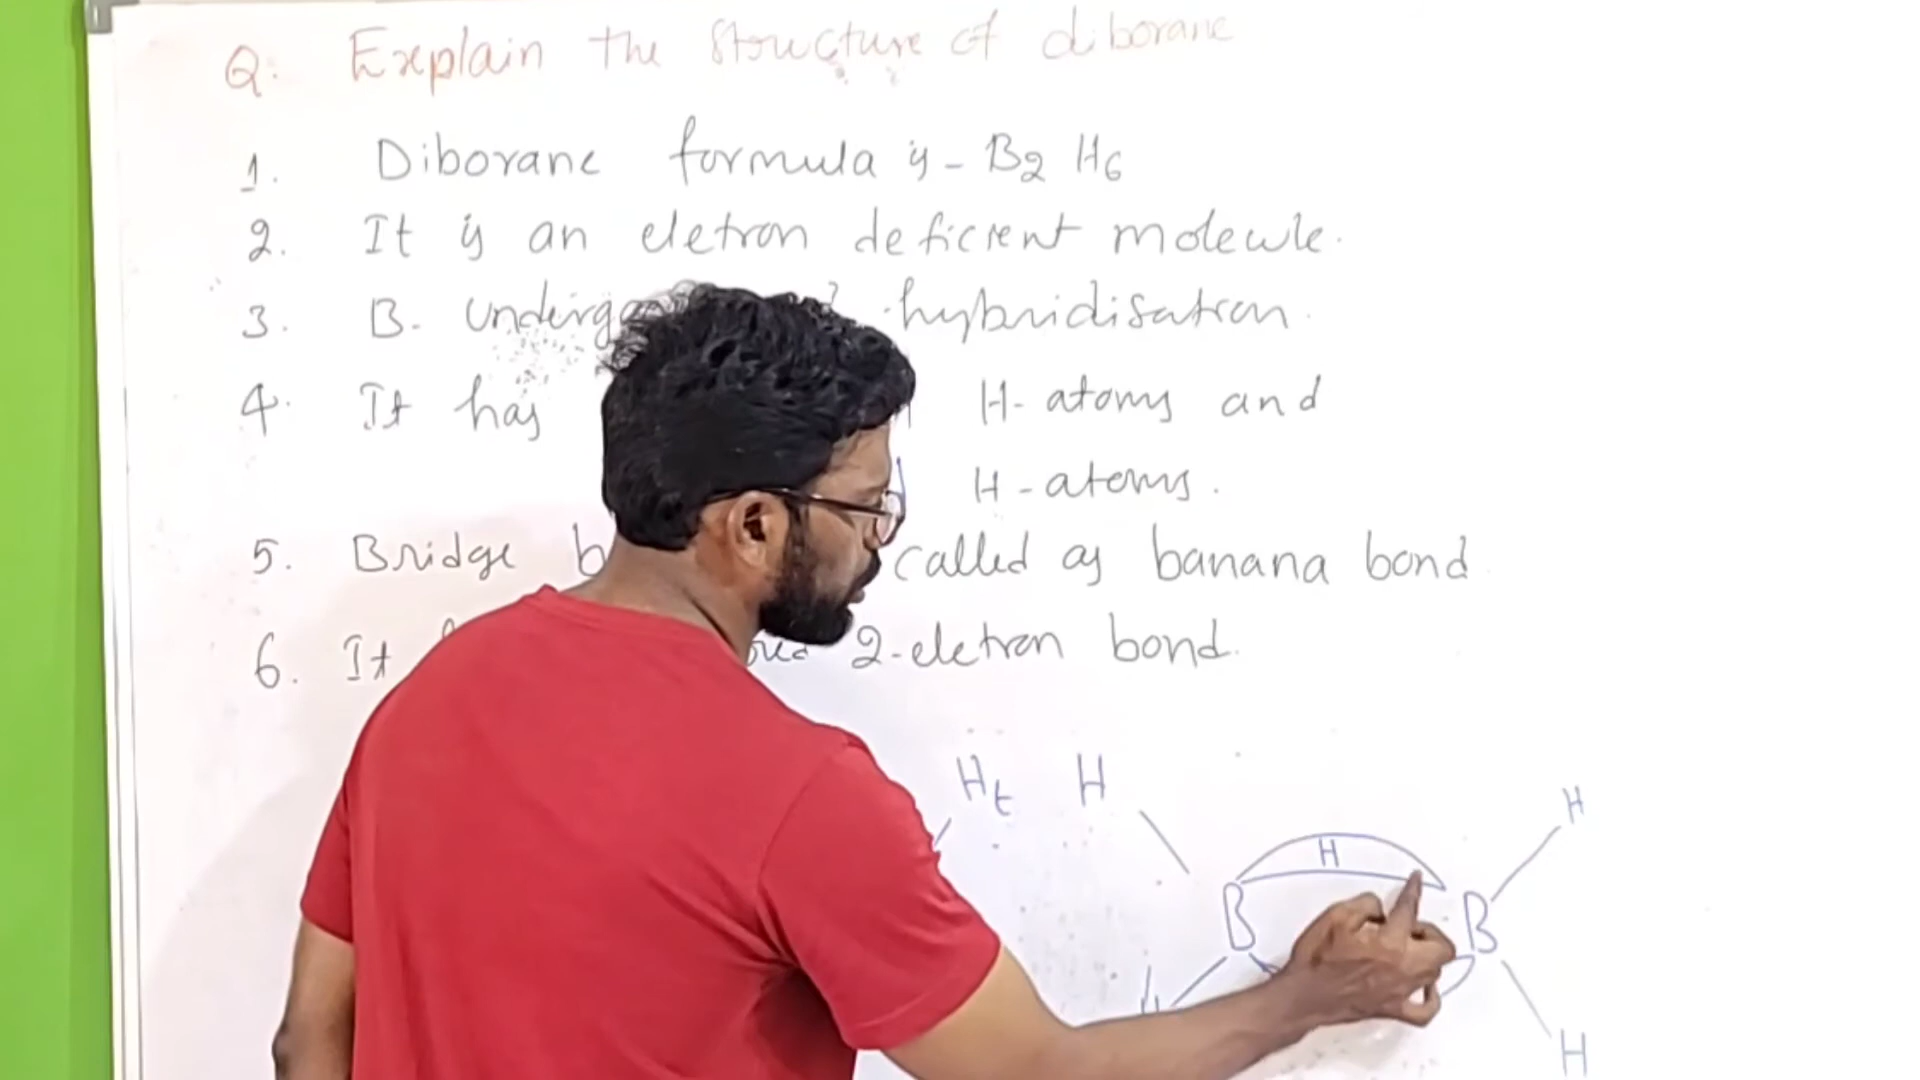 Q. Explain the structure of diborane
1. Diborane formula is - B2 H6
2. It is an eletron deficient molecule.
3. B. hybridisation.
4. It has H- atoms and
H - atoms.
5. Bridge called as banana bond
6. It 2-eletron bond.
Ht H H
H
B B
H